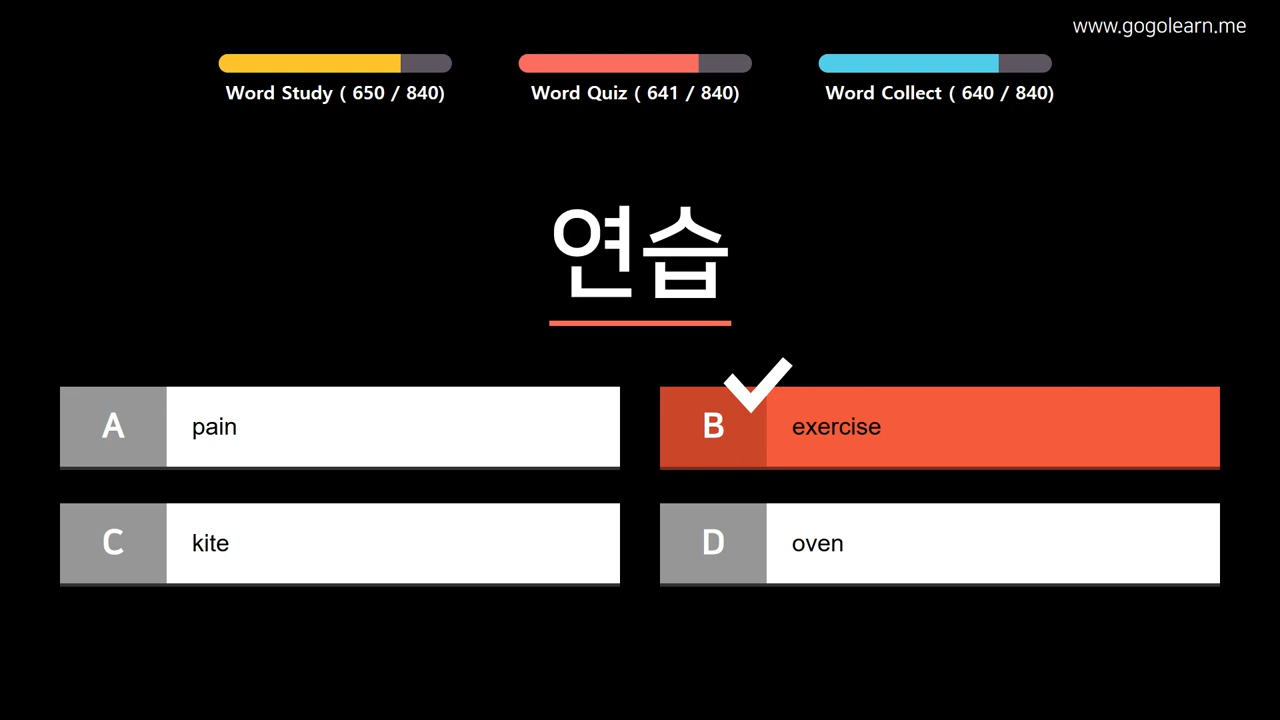 www.gogolearn.me
Word Study ( 650 / 840)
Word Quiz ( 641 / 840)
Word Collect ( 640 / 840)
연습
A pain
B exercise
C kite
D oven